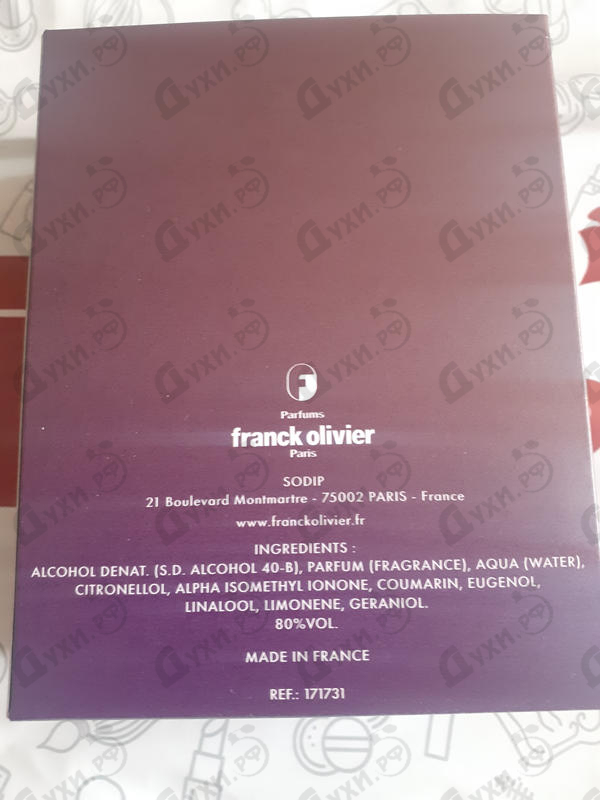 F
Parfums
franck olivier
Paris
SODIP
21 Boulevard Montmartre - 75002 PARIS - France
www.franckolivier.fr
INGREDIENTS :
ALCOHOL DENAT. (S.D. ALCOHOL 40-B), PARFUM (FRAGRANCE), AQUA (WATER),
CITRONELLOL, ALPHA ISOMETHYL IONONE, COUMARIN, EUGENOL,
LINALOOL, LIMONENE, GERANIOL.
80%VOL.
MADE IN FRANCE
REF.: 171731
Духи.рф